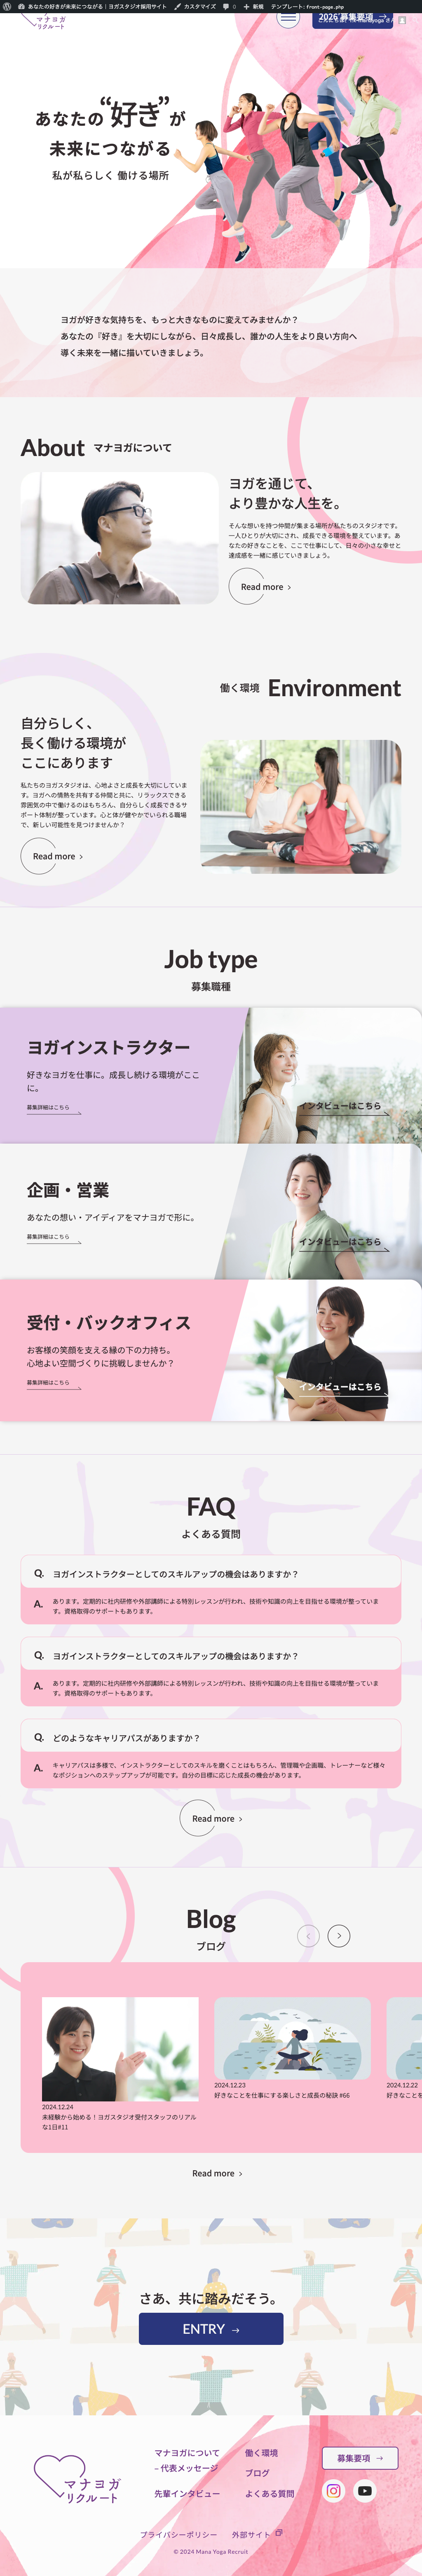 あなたの好きが未来につながる｜ヨガスタジオ採用サイト カスタマイズ 0 新規 テンプレート: front-page.php
マナヨガ
リクルート
2026 募集要項
あなたの“好き”が
未来につながる
私が私らしく 働ける場所
ヨガが好きな気持ちを、もっと大きなものに変えてみませんか？
あなたの『好き』を大切にしながら、日々成長し、誰かの人生をより良い方向へ
導く未来を一緒に描いていきましょう。
About マナヨガについて
ヨガを通じて、
より豊かな人生を。
そんな想いを持つ仲間が集まる場所が私たちのスタジオです。
一人ひとりが大切にされ、成長できる環境を整えています。あ
なたの好きなことを、ここで仕事にして、日々の小さな幸せと
達成感を一緒に感じていきましょう。
Read more
働く環境 Environment
自分らしく、
長く働ける環境が
ここにあります
私たちのヨガスタジオは、心地よさと成長を大切にしていま
す。ヨガへの情熱を共有する仲間と共に、リラックスできる
雰囲気の中で働けるのはもちろん、自分らしく成長できるサ
ポート体制が整っています。心と体が健やかでいられる職場
で、新しい可能性を見つけませんか？
Read more
Job type
募集職種
ヨガインストラクター
好きなヨガを仕事に。成長し続ける環境がここ
に。
募集詳細はこちら
インタビューはこちら
企画・営業
あなたの想い・アイディアをマナヨガで形に。
募集詳細はこちら
インタビューはこちら
受付・バックオフィス
お客様の笑顔を支える縁の下の力持ち。
心地よい空間づくりに挑戦しませんか？
募集詳細はこちら
インタビューはこちら
FAQ
よくある質問
Q. ヨガインストラクターとしてのスキルアップの機会はありますか？
A. あります。定期的に社内研修や外部講師による特別レッスンが行われ、技術や知識の向上を目指せる環境が整っていま
す。資格取得のサポートもあります。
Q. ヨガインストラクターとしてのスキルアップの機会はありますか？
A. あります。定期的に社内研修や外部講師による特別レッスンが行われ、技術や知識の向上を目指せる環境が整っていま
す。資格取得のサポートもあります。
Q. どのようなキャリアパスがありますか？
A. キャリアパスは多様で、インストラクターとしてのスキルを磨くことはもちろん、管理職や企画職、トレーナーなど様々
なポジションへのステップアップが可能です。自分の目標に応じた成長の機会があります。
Read more
Blog
ブログ
2024.12.24
未経験から始める！ヨガスタジオ受付スタッフのリアル
な1日#11
2024.12.23
好きなことを仕事にする楽しさと成長の秘訣 #66
2024.12.22
好きなことを
Read more
さあ、共に踏みだそう。
ENTRY
マナヨガ
リクルート
マナヨガについて
– 代表メッセージ
先輩インタビュー
働く環境
ブログ
よくある質問
募集要項
プライバシーポリシー 外部サイト
© 2024 Mana Yoga Recruit